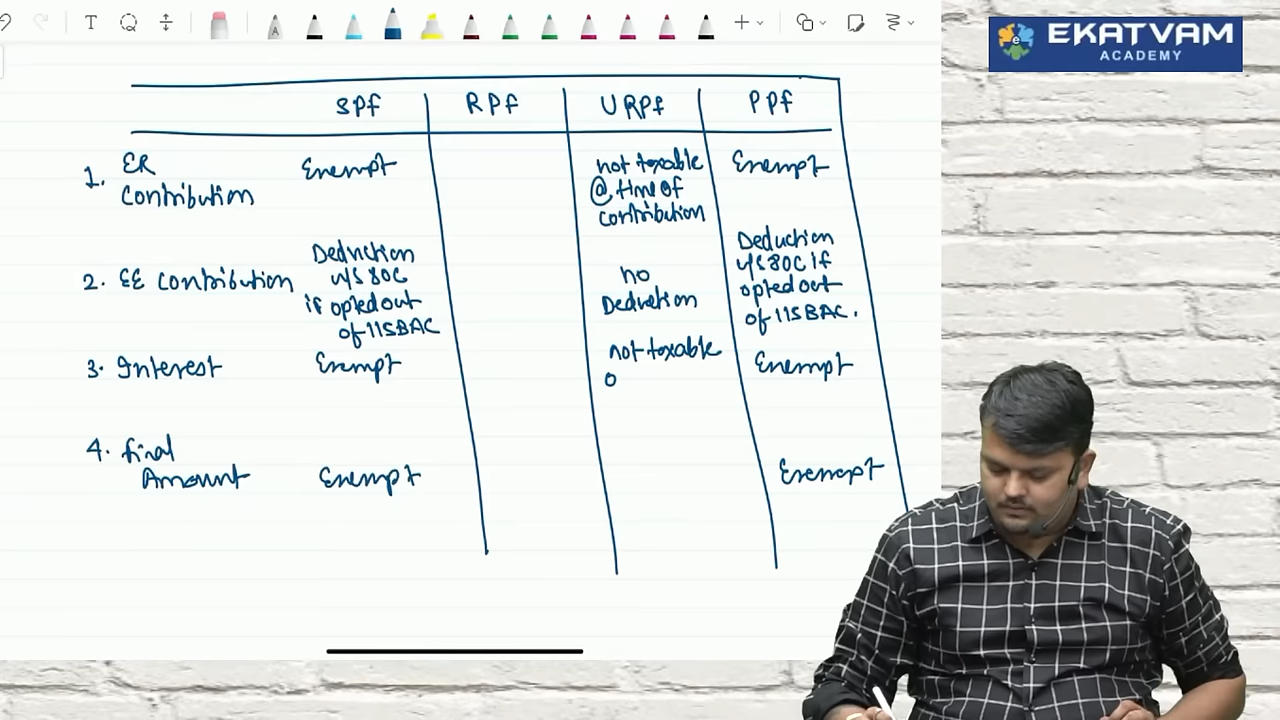 EKATVAM
ACADEMY
SPf RPf URPf PPf
1. ER Contribution
Exempt
not taxable
@ time of
contribution
Exempt
2. EE Contribution
Deduction
u/s 80C
if opted out
of 115BAC
no
Deduction
Deduction
u/s 80C if
opted out
of 115BAC.
3. Interest
Exempt
not taxable
Exempt
4. final
Amount
Exempt
Exempt